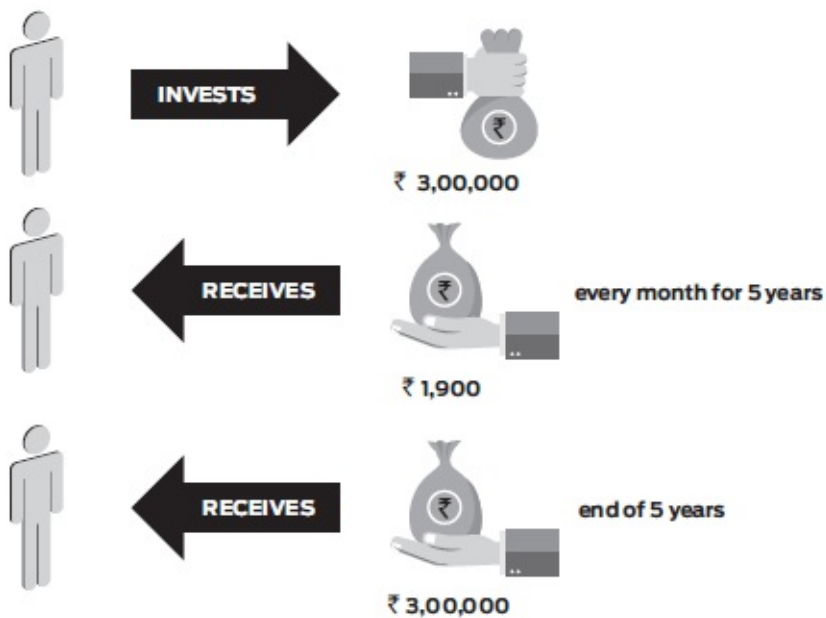 INVESTS
₹
₹ 3,00,000
RECEIVES
₹
every month for 5 years
₹ 1,900
RECEIVES
₹
end of 5 years
₹ 3,00,000